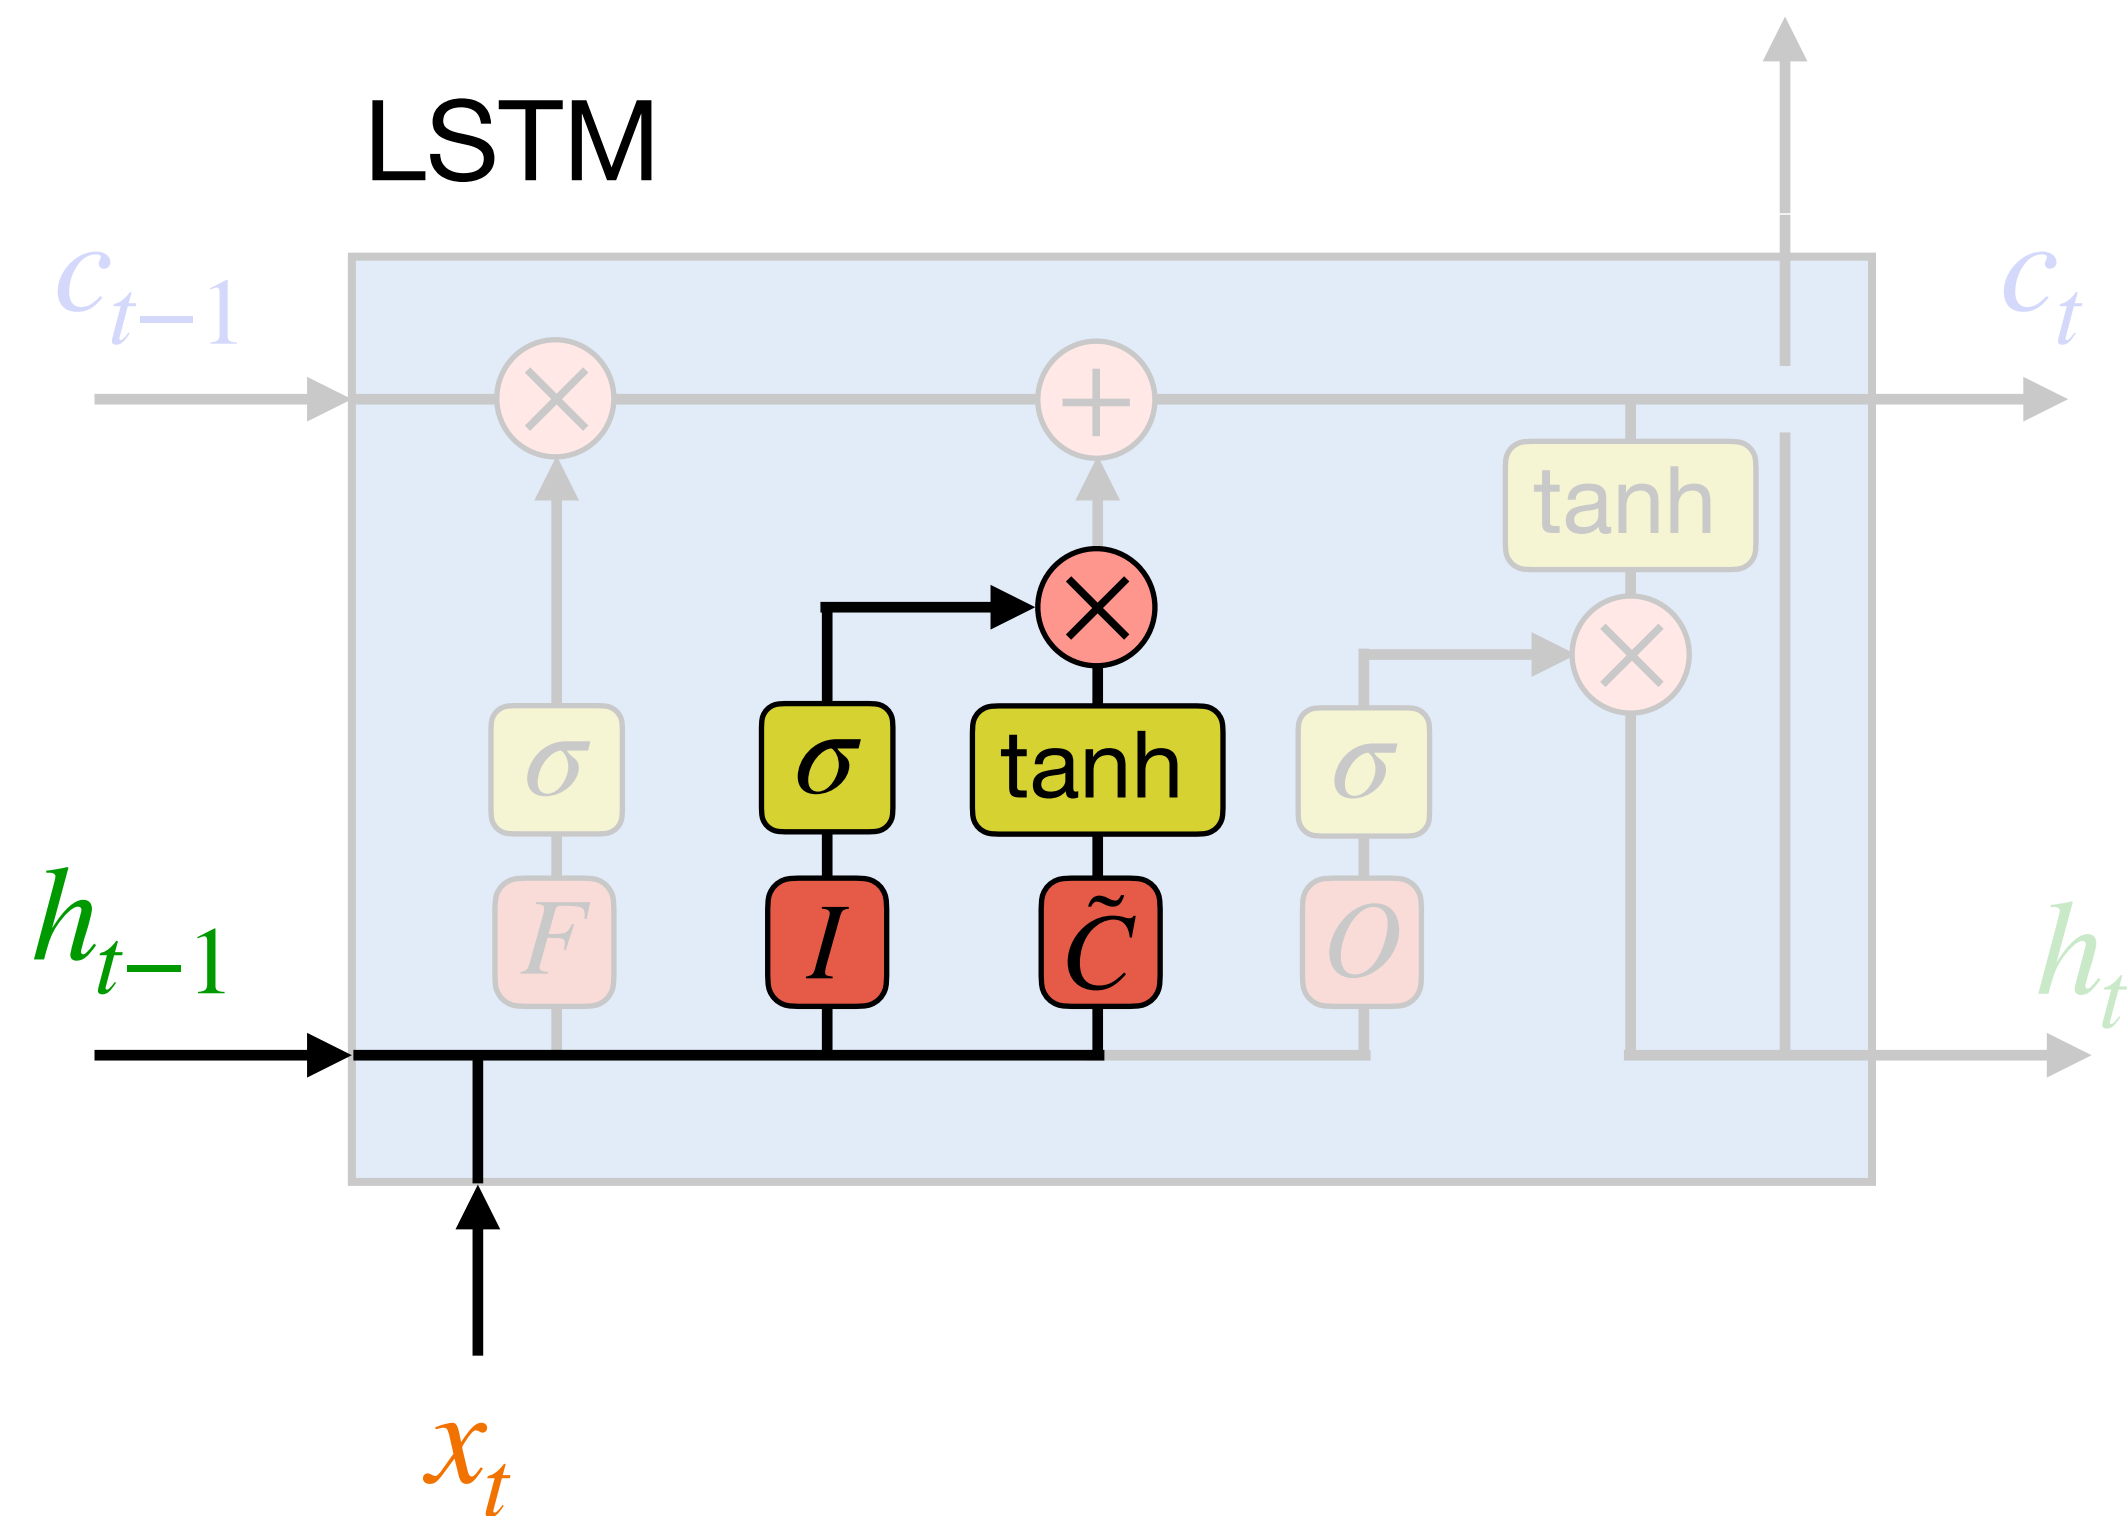 LSTM
c_{t−1}
c_t
× +
tanh
×
×
σ σ tanh σ
h_{t−1}
F I C̃ O
h_t
x_t